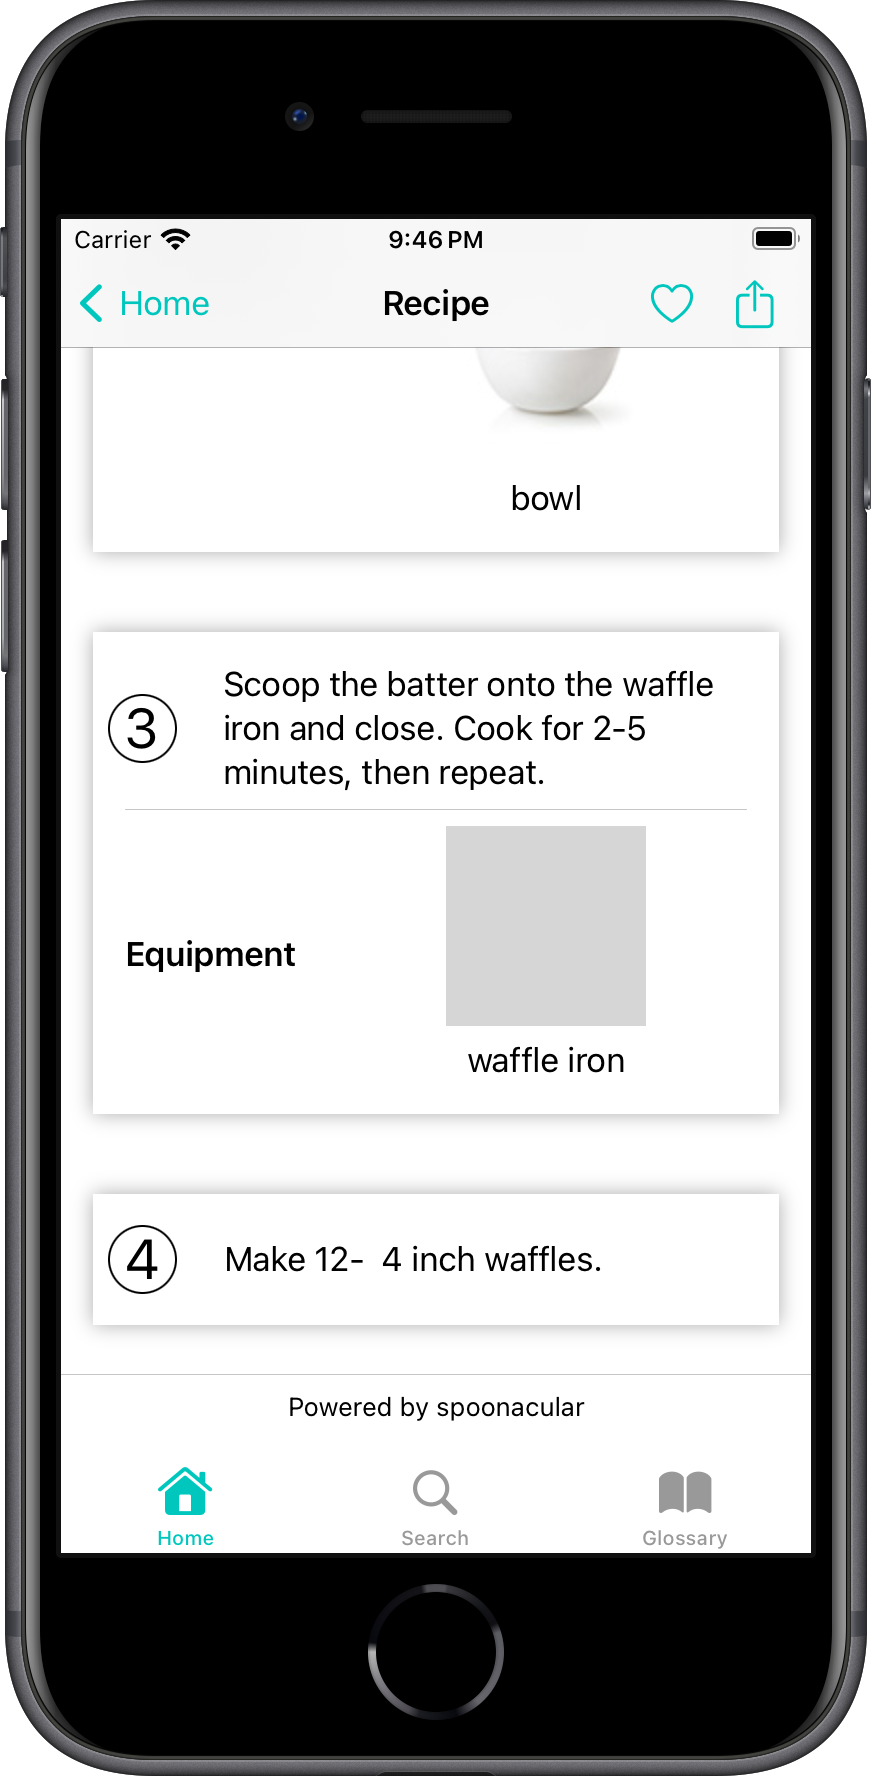 Carrier 9:46 PM
Home Recipe
bowl
3 Scoop the batter onto the waffle
iron and close. Cook for 2-5
minutes, then repeat.
Equipment
waffle iron
4 Make 12-  4 inch waffles.
Powered by spoonacular
Home Search Glossary